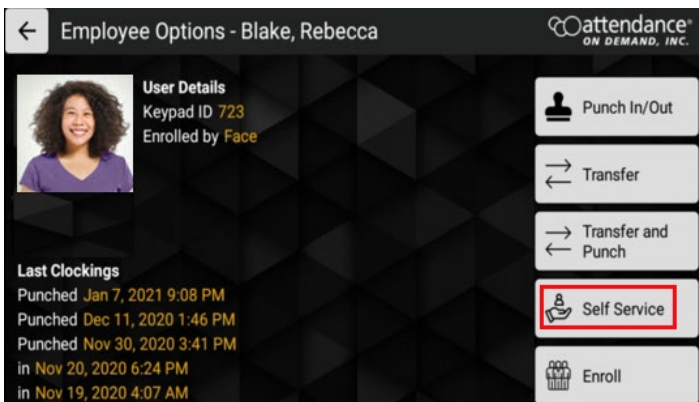 Employee Options - Blake, Rebecca
attendance®
ON DEMAND, INC.
User Details
Keypad ID 723
Enrolled by Face
Last Clockings
Punched Jan 7, 2021 9:08 PM
Punched Dec 11, 2020 1:46 PM
Punched Nov 30, 2020 3:41 PM
in Nov 20, 2020 6:24 PM
in Nov 19, 2020 4:07 AM
Punch In/Out
Transfer
Transfer and
Punch
Self Service
Enroll